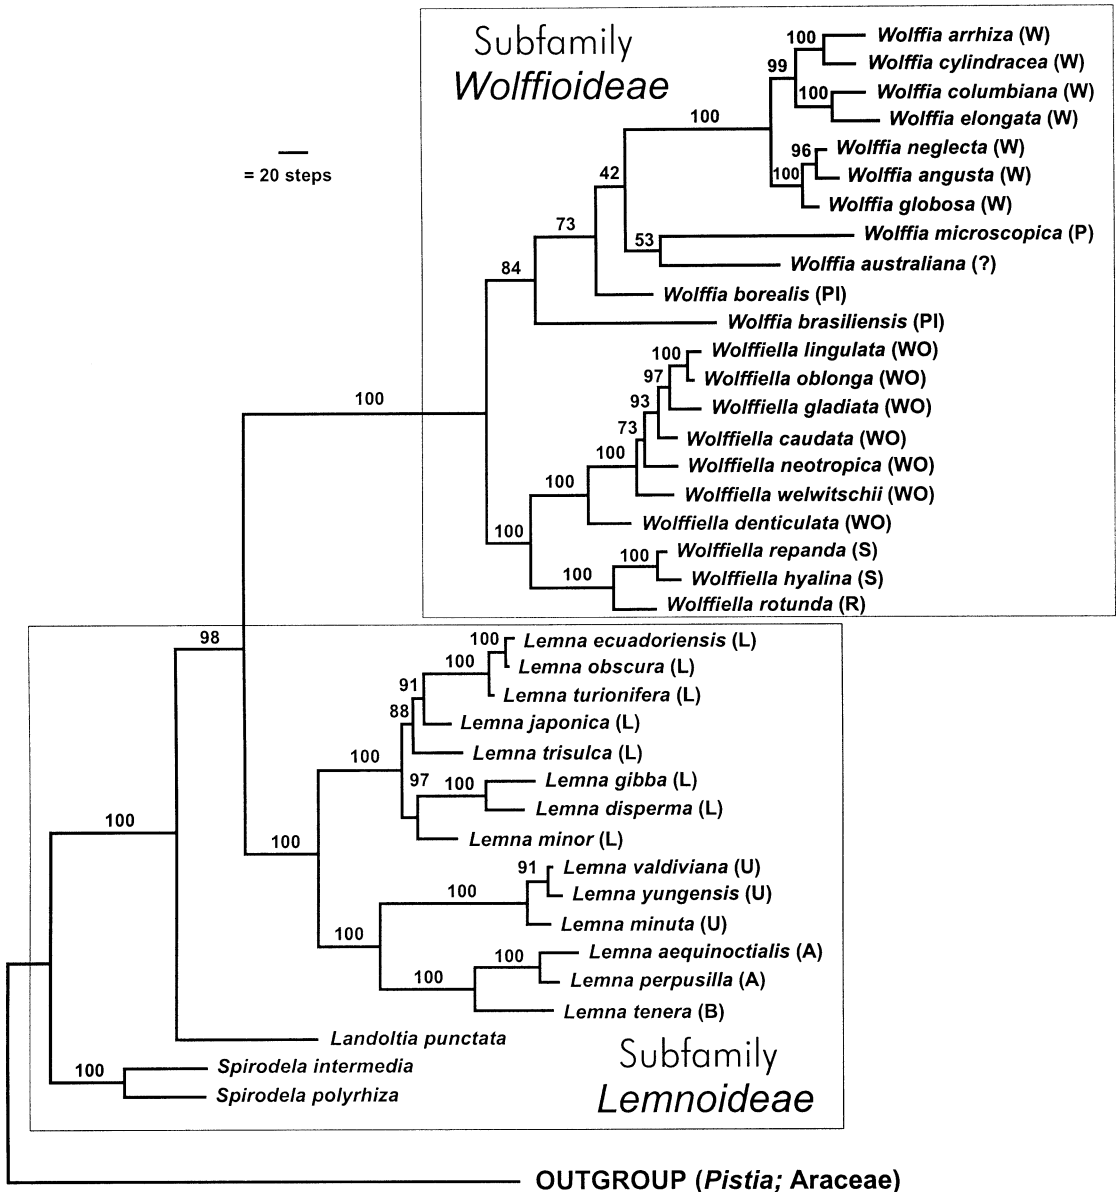 Subfamily
Wolffioideae
= 20 steps
100
Wolffia arrhiza (W)
99
Wolffia cylindracea (W)
100
Wolffia columbiana (W)
100
Wolffia elongata (W)
96
Wolffia neglecta (W)
100
Wolffia angusta (W)
42
Wolffia globosa (W)
73
53
Wolffia microscopica (P)
84
Wolffia australiana (?)
Wolffia borealis (PI)
Wolffia brasiliensis (PI)
100
Wolffiella lingulata (WO)
97
Wolffiella oblonga (WO)
93
Wolffiella gladiata (WO)
100
73
Wolffiella caudata (WO)
100
Wolffiella neotropica (WO)
100
Wolffiella welwitschii (WO)
100
Wolffiella denticulata (WO)
100
Wolffiella repanda (S)
100
Wolffiella hyalina (S)
Wolffiella rotunda (R)
98
100
Lemna ecuadoriensis (L)
100
Lemna obscura (L)
91
Lemna turionifera (L)
88
Lemna japonica (L)
100
Lemna trisulca (L)
97
100
Lemna gibba (L)
Lemna disperma (L)
100
100
Lemna minor (L)
91
Lemna valdiviana (U)
100
Lemna yungensis (U)
100
Lemna minuta (U)
100
Lemna aequinoctialis (A)
100
Lemna perpusilla (A)
Lemna tenera (B)
Landoltia punctata
100
Spirodela intermedia
Spirodela polyrhiza
Subfamily
Lemnoideae
OUTGROUP (Pistia; Araceae)